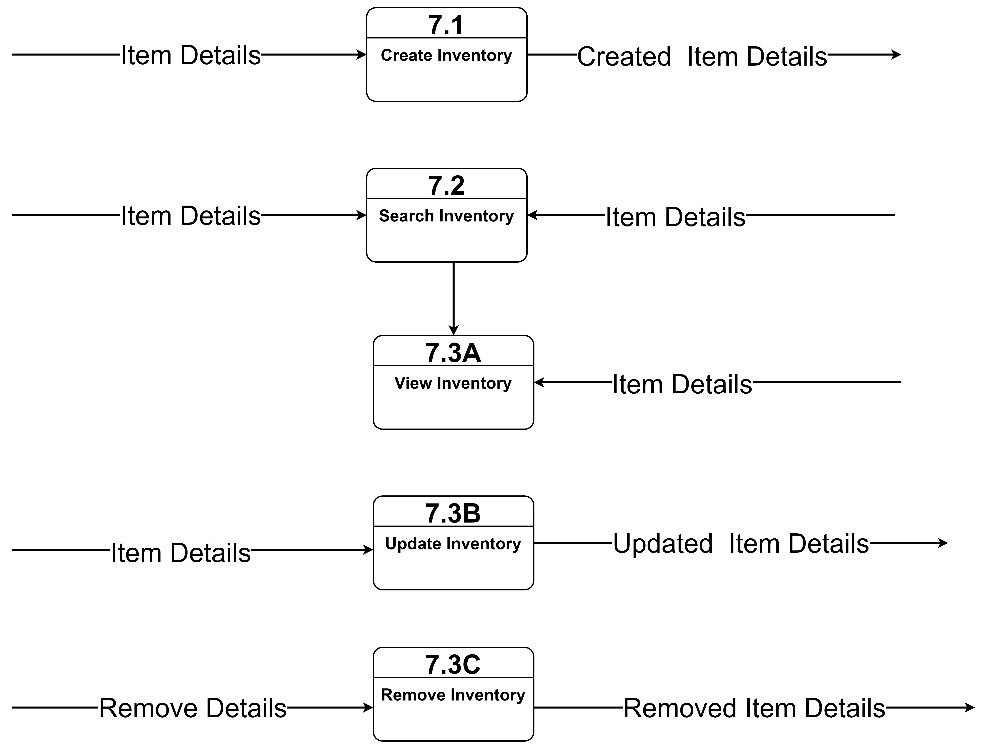 7.1
Item Details
Create Inventory
Created Item Details
7.2
Item Details
Search Inventory
Item Details
7.3A
View Inventory
Item Details
7.3B
Item Details
Update Inventory
Updated Item Details
7.3C
Remove Details
Remove Inventory
Removed Item Details